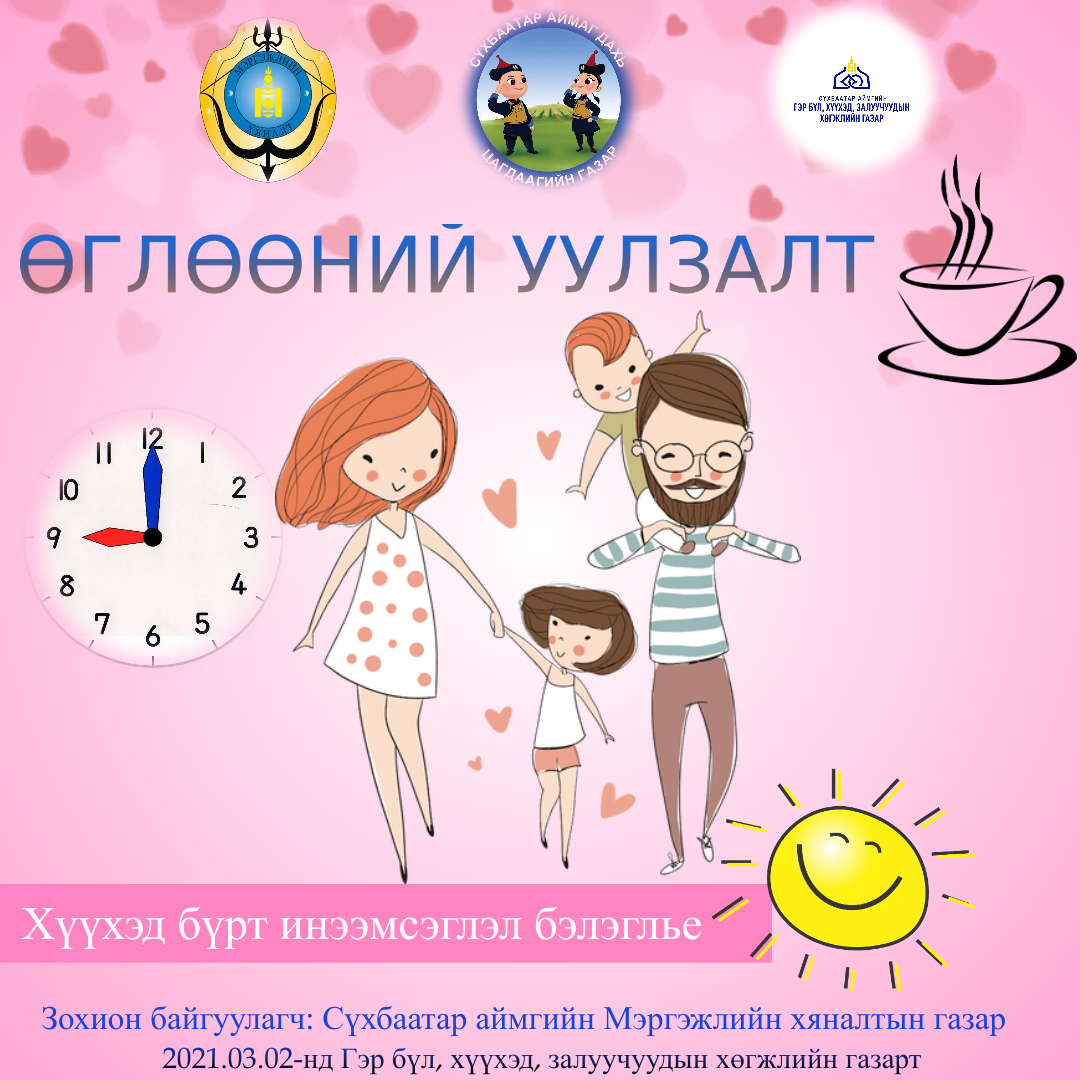 МЭРГЭЖЛИЙН
ХЯНАЛТ
СҮХБААТАР АЙМАГ ДАХЬ
ЦАГДААГИЙН ГАЗАР
СҮХБААТАР АЙМГИЙН
ГЭР БҮЛ, ХҮҮХЭД, ЗАЛУУЧУУДЫН
ХӨГЖЛИЙН ГАЗАР
ӨГЛӨӨНИЙ УУЛЗАЛТ
12
11 1
10 2
9 3
8 4
7 5
6
Хүүхэд бүрт инээмсэглэл бэлэглье
Зохион байгуулагч: Сүхбаатар аймгийн Мэргэжлийн хяналтын газар
2021.03.02-нд Гэр бүл, хүүхэд, залуучуудын хөгжлийн газарт